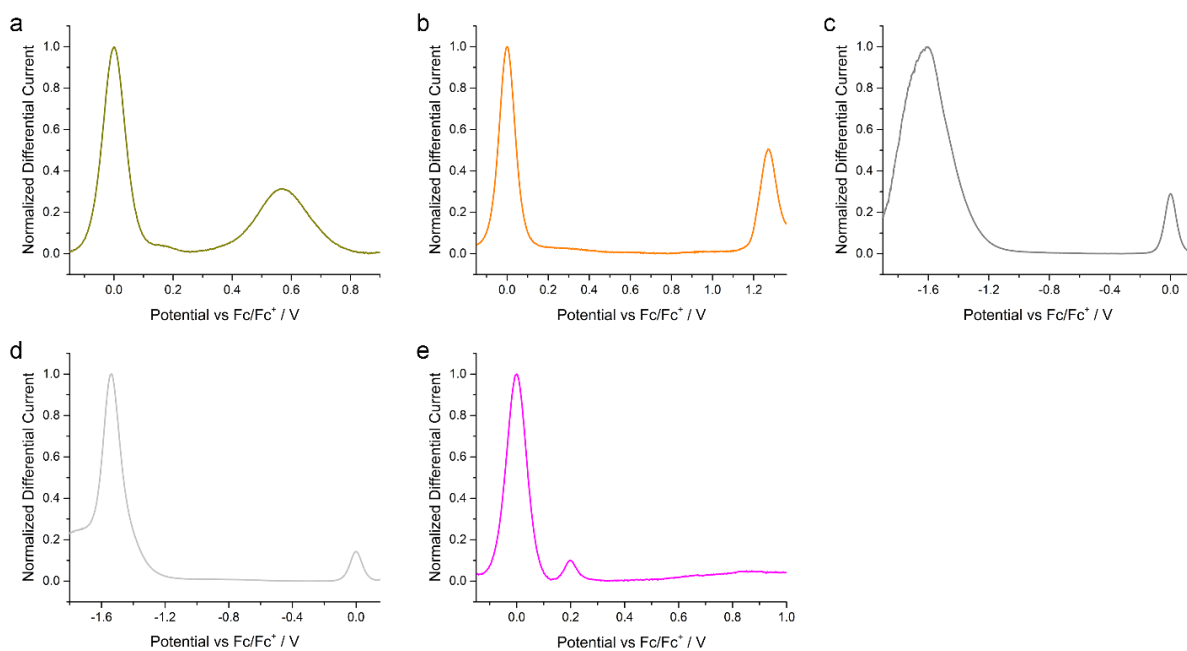 a
Normalized Differential Current
1.0
0.8
0.6
0.4
0.2
0.0
0.0 0.2 0.4 0.6 0.8
Potential vs Fc/Fc⁺ / V
b
Normalized Differential Current
1.0
0.8
0.6
0.4
0.2
0.0
0.0 0.2 0.4 0.6 0.8 1.0 1.2
Potential vs Fc/Fc⁺ / V
c
Normalized Differential Current
1.0
0.8
0.6
0.4
0.2
0.0
-1.6 -1.2 -0.8 -0.4 0.0
Potential vs Fc/Fc⁺ / V
d
Normalized Differential Current
1.0
0.8
0.6
0.4
0.2
0.0
-1.6 -1.2 -0.8 -0.4 0.0
Potential vs Fc/Fc⁺ / V
e
Normalized Differential Current
1.0
0.8
0.6
0.4
0.2
0.0
0.0 0.2 0.4 0.6 0.8 1.0
Potential vs Fc/Fc⁺ / V